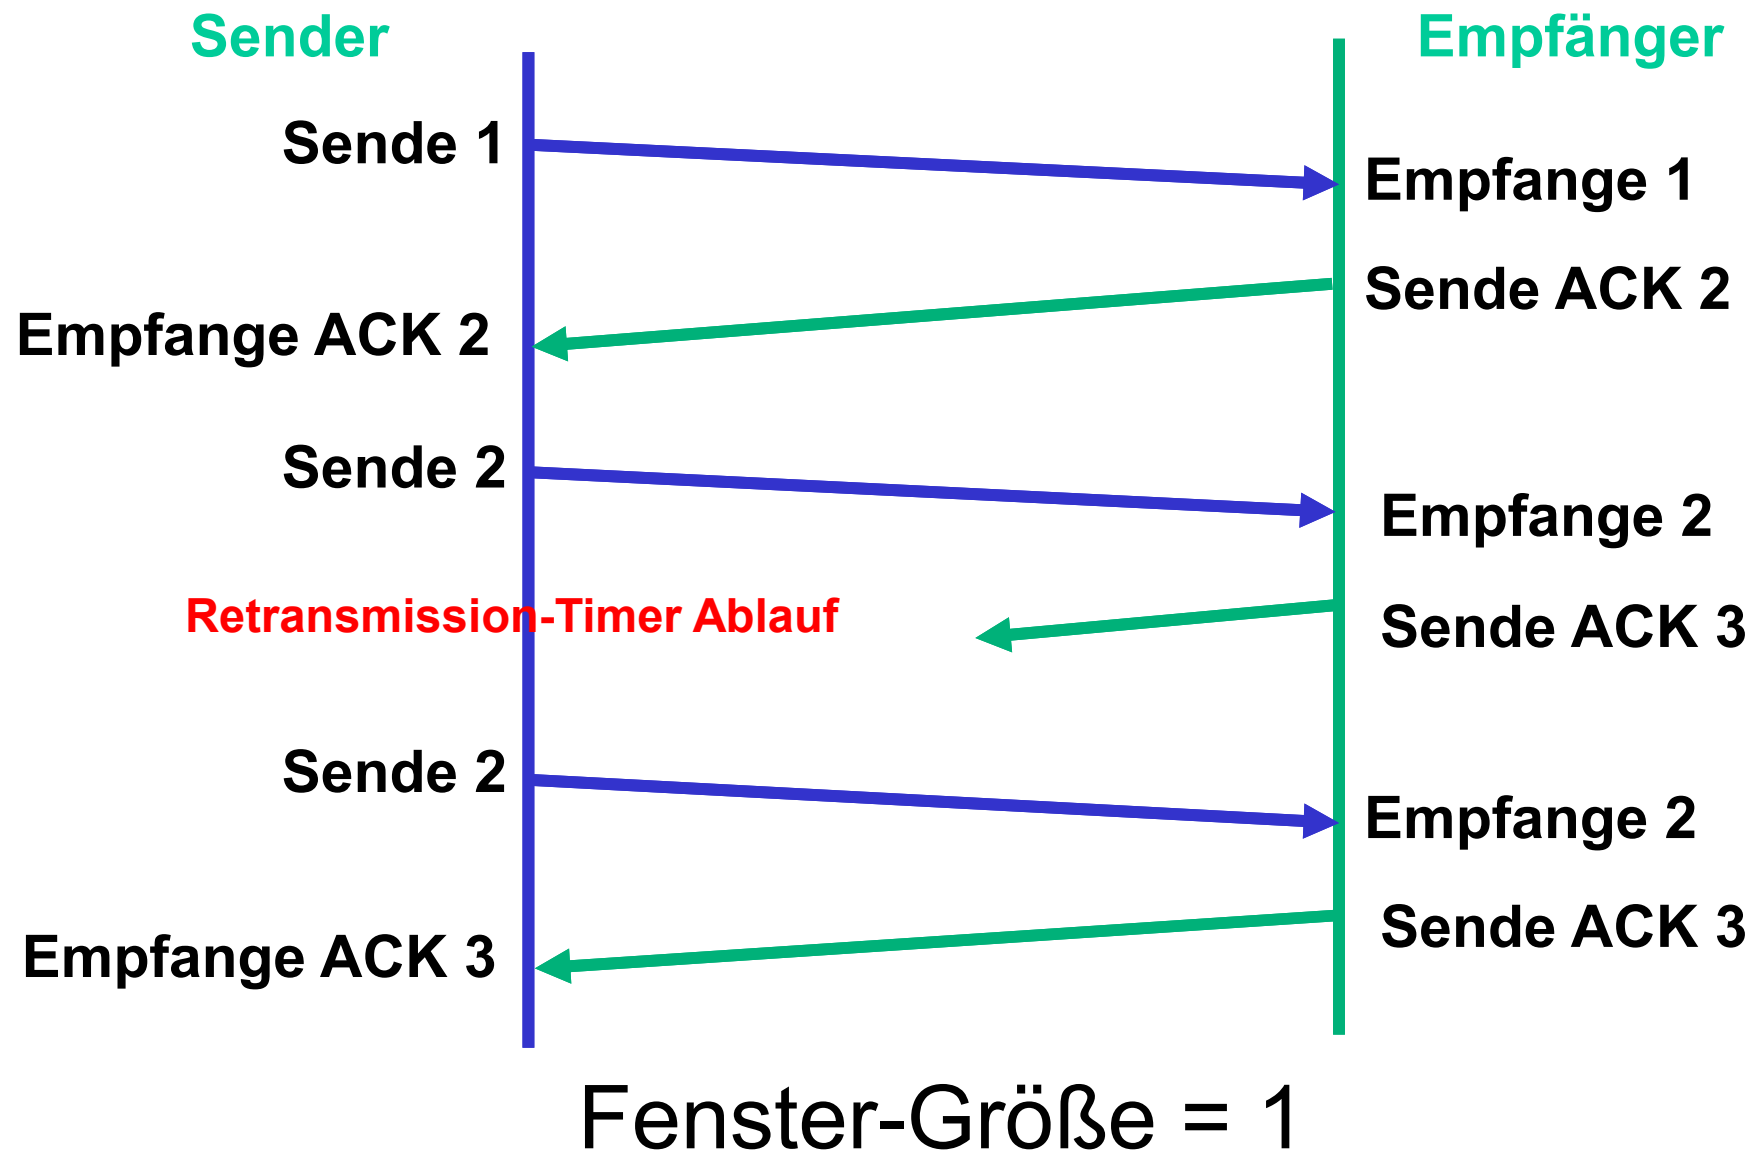 Sender
Empfänger
Sende 1
Empfange 1
Sende ACK 2
Empfange ACK 2
Sende 2
Empfange 2
Retransmission-Timer Ablauf
Sende ACK 3
Sende 2
Empfange 2
Sende ACK 3
Empfange ACK 3
Fenster-Größe = 1